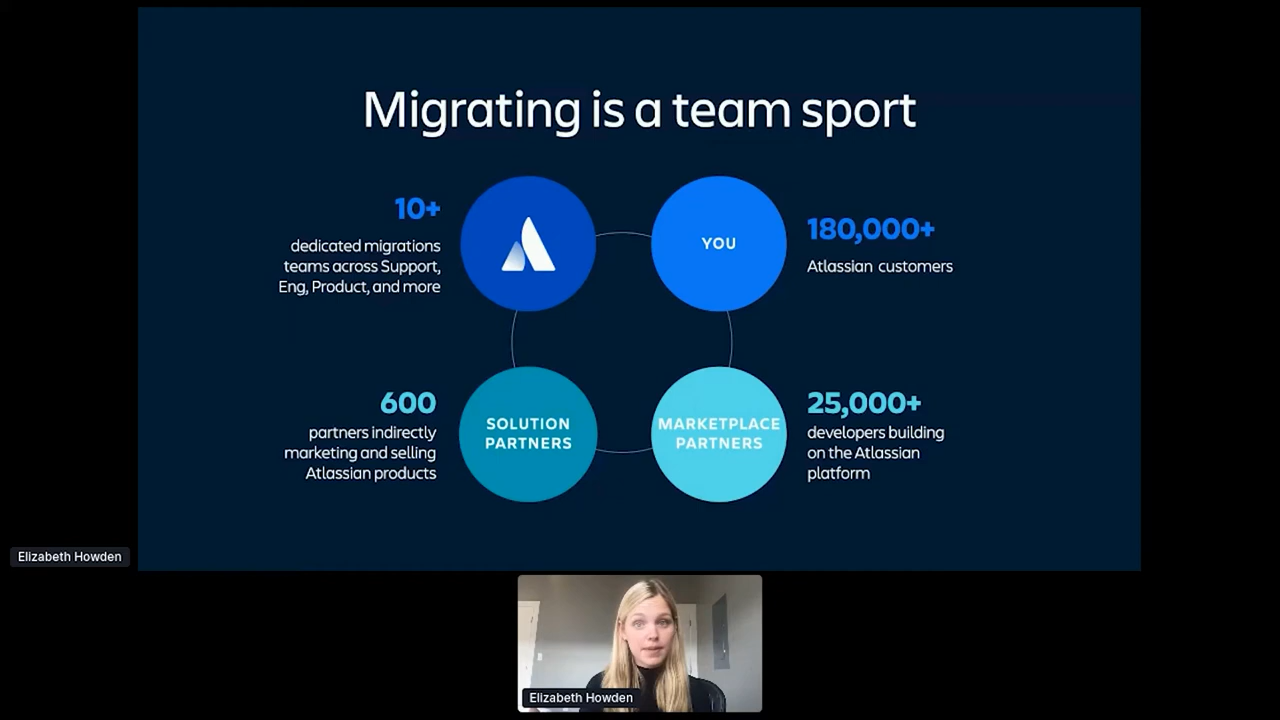 Migrating is a team sport
10+
dedicated migrations
teams across Support,
Eng, Product, and more
YOU
180,000+
Atlassian customers
600
partners indirectly
marketing and selling
Atlassian products
SOLUTION
PARTNERS
MARKETPLACE
PARTNERS
25,000+
developers building
on the Atlassian
platform
Elizabeth Howden
Elizabeth Howden